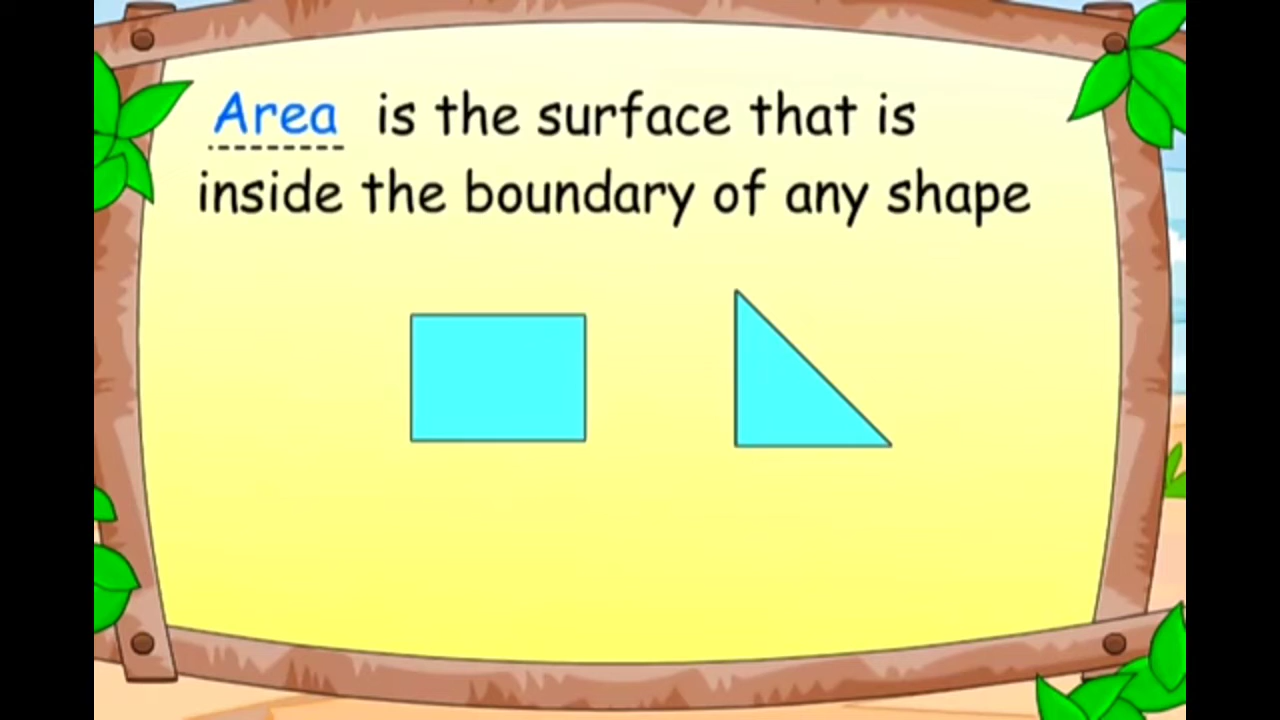 Area is the surface that is
inside the boundary of any shape